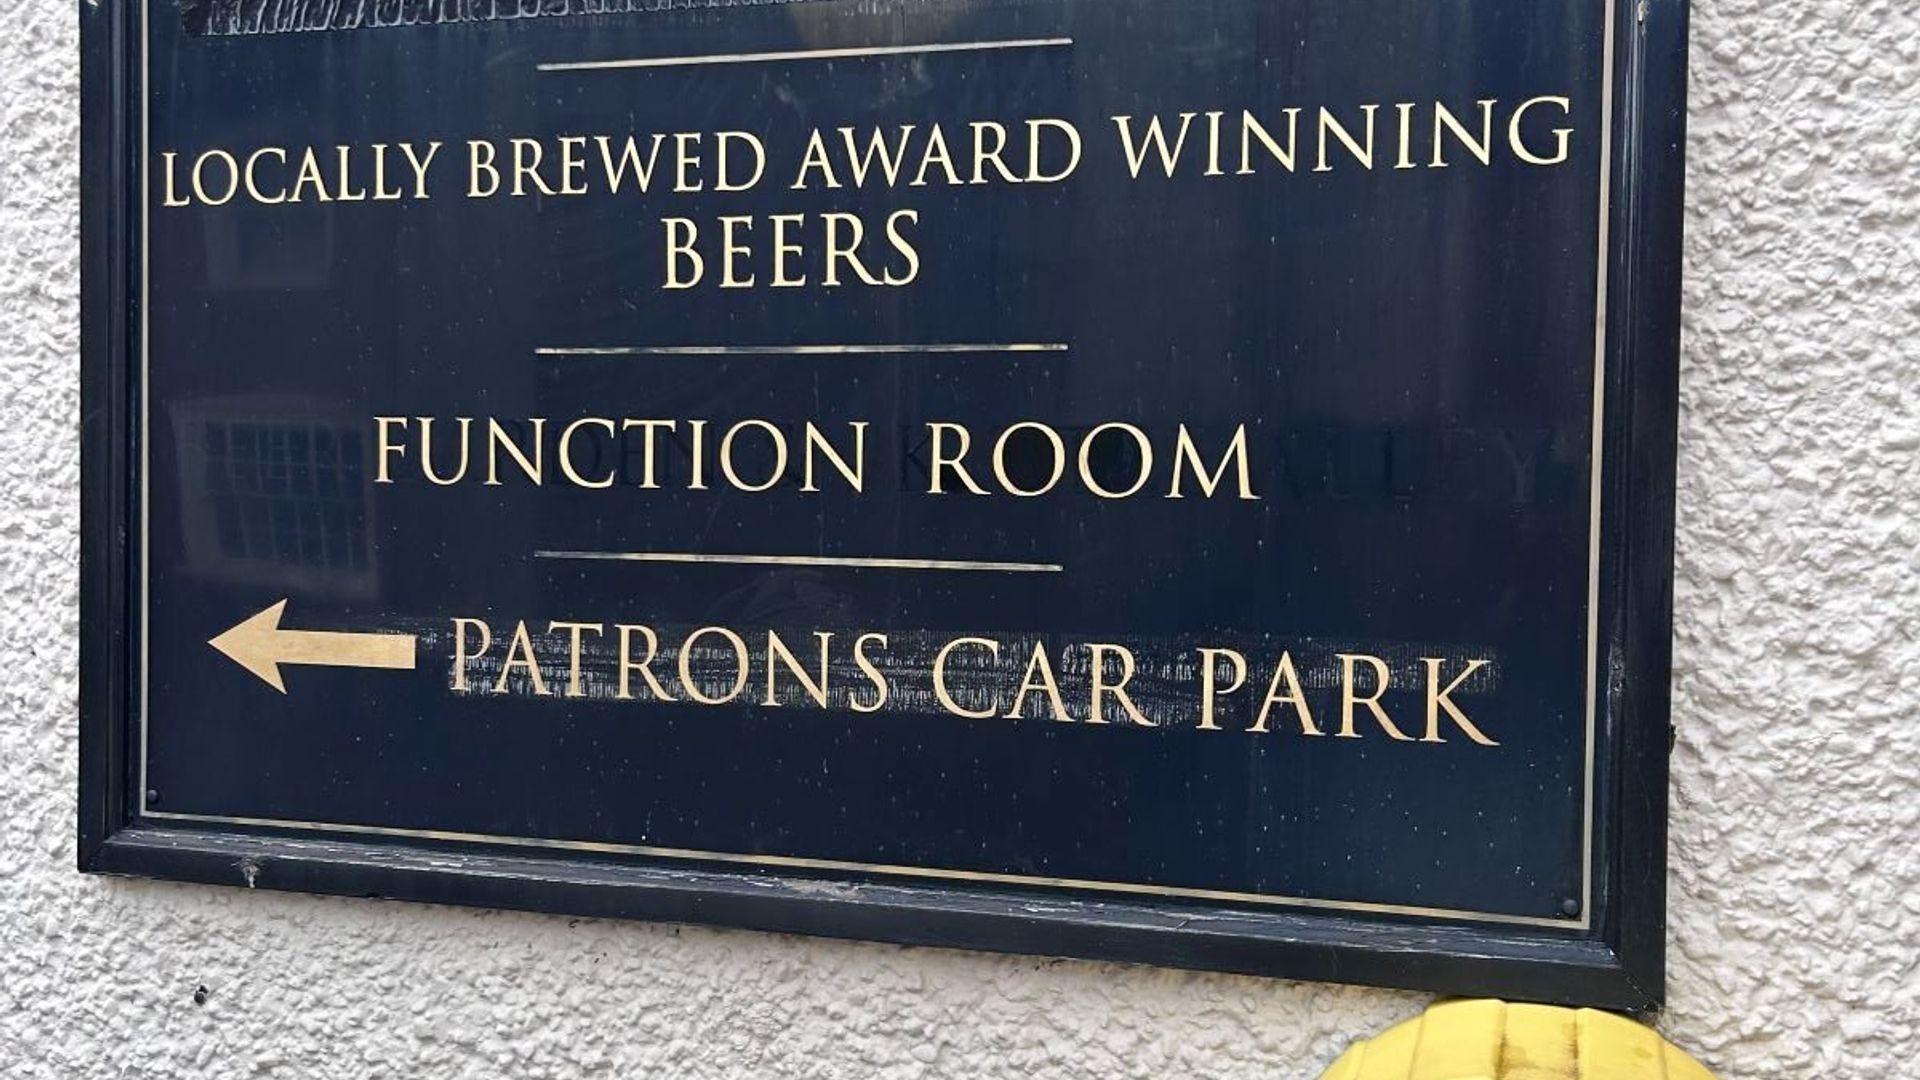 LOCALLY BREWED AWARD WINNING
BEERS
FUNCTION ROOM
PATRONS CAR PARK